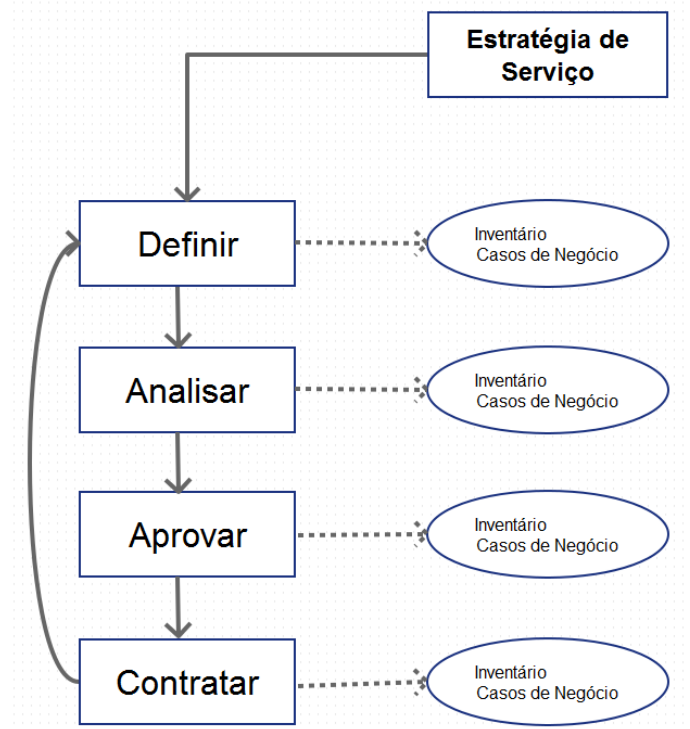 Estratégia de
Serviço
Definir
Inventário
Casos de Negócio
Analisar
Inventário
Casos de Negócio
Aprovar
Inventário
Casos de Negócio
Contratar
Inventário
Casos de Negócio